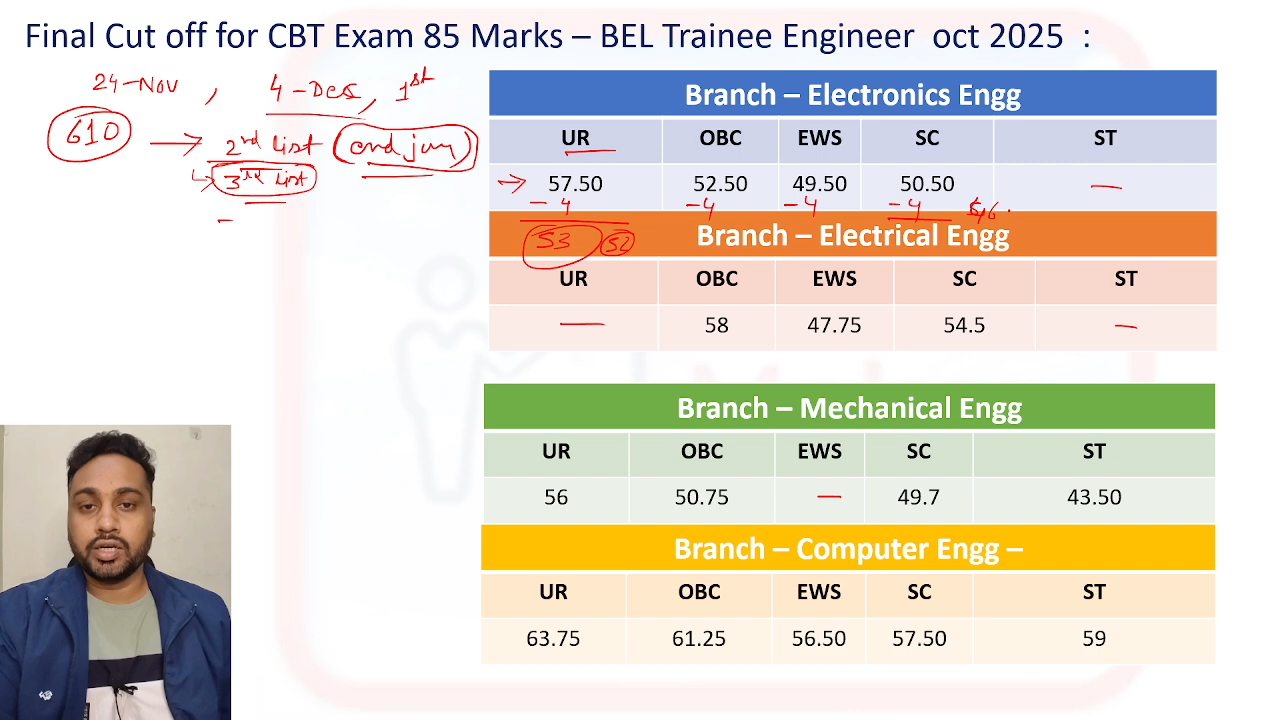 Final Cut off for CBT Exam 85 Marks – BEL Trainee Engineer oct 2025 :
24-Nov , 4-Dec , 1st
610 → 2nd List (end jan)
↳ 3rd List
–
Branch – Electronics Engg
UR OBC EWS SC ST
→ 57.50 52.50 49.50 50.50 —
-4 -4 -4 -4
53 52
Branch – Electrical Engg
UR OBC EWS SC ST
— 58 47.75 54.5 —
Branch – Mechanical Engg
UR OBC EWS SC ST
56 50.75 — 49.7 43.50
Branch – Computer Engg –
UR OBC EWS SC ST
63.75 61.25 56.50 57.50 59